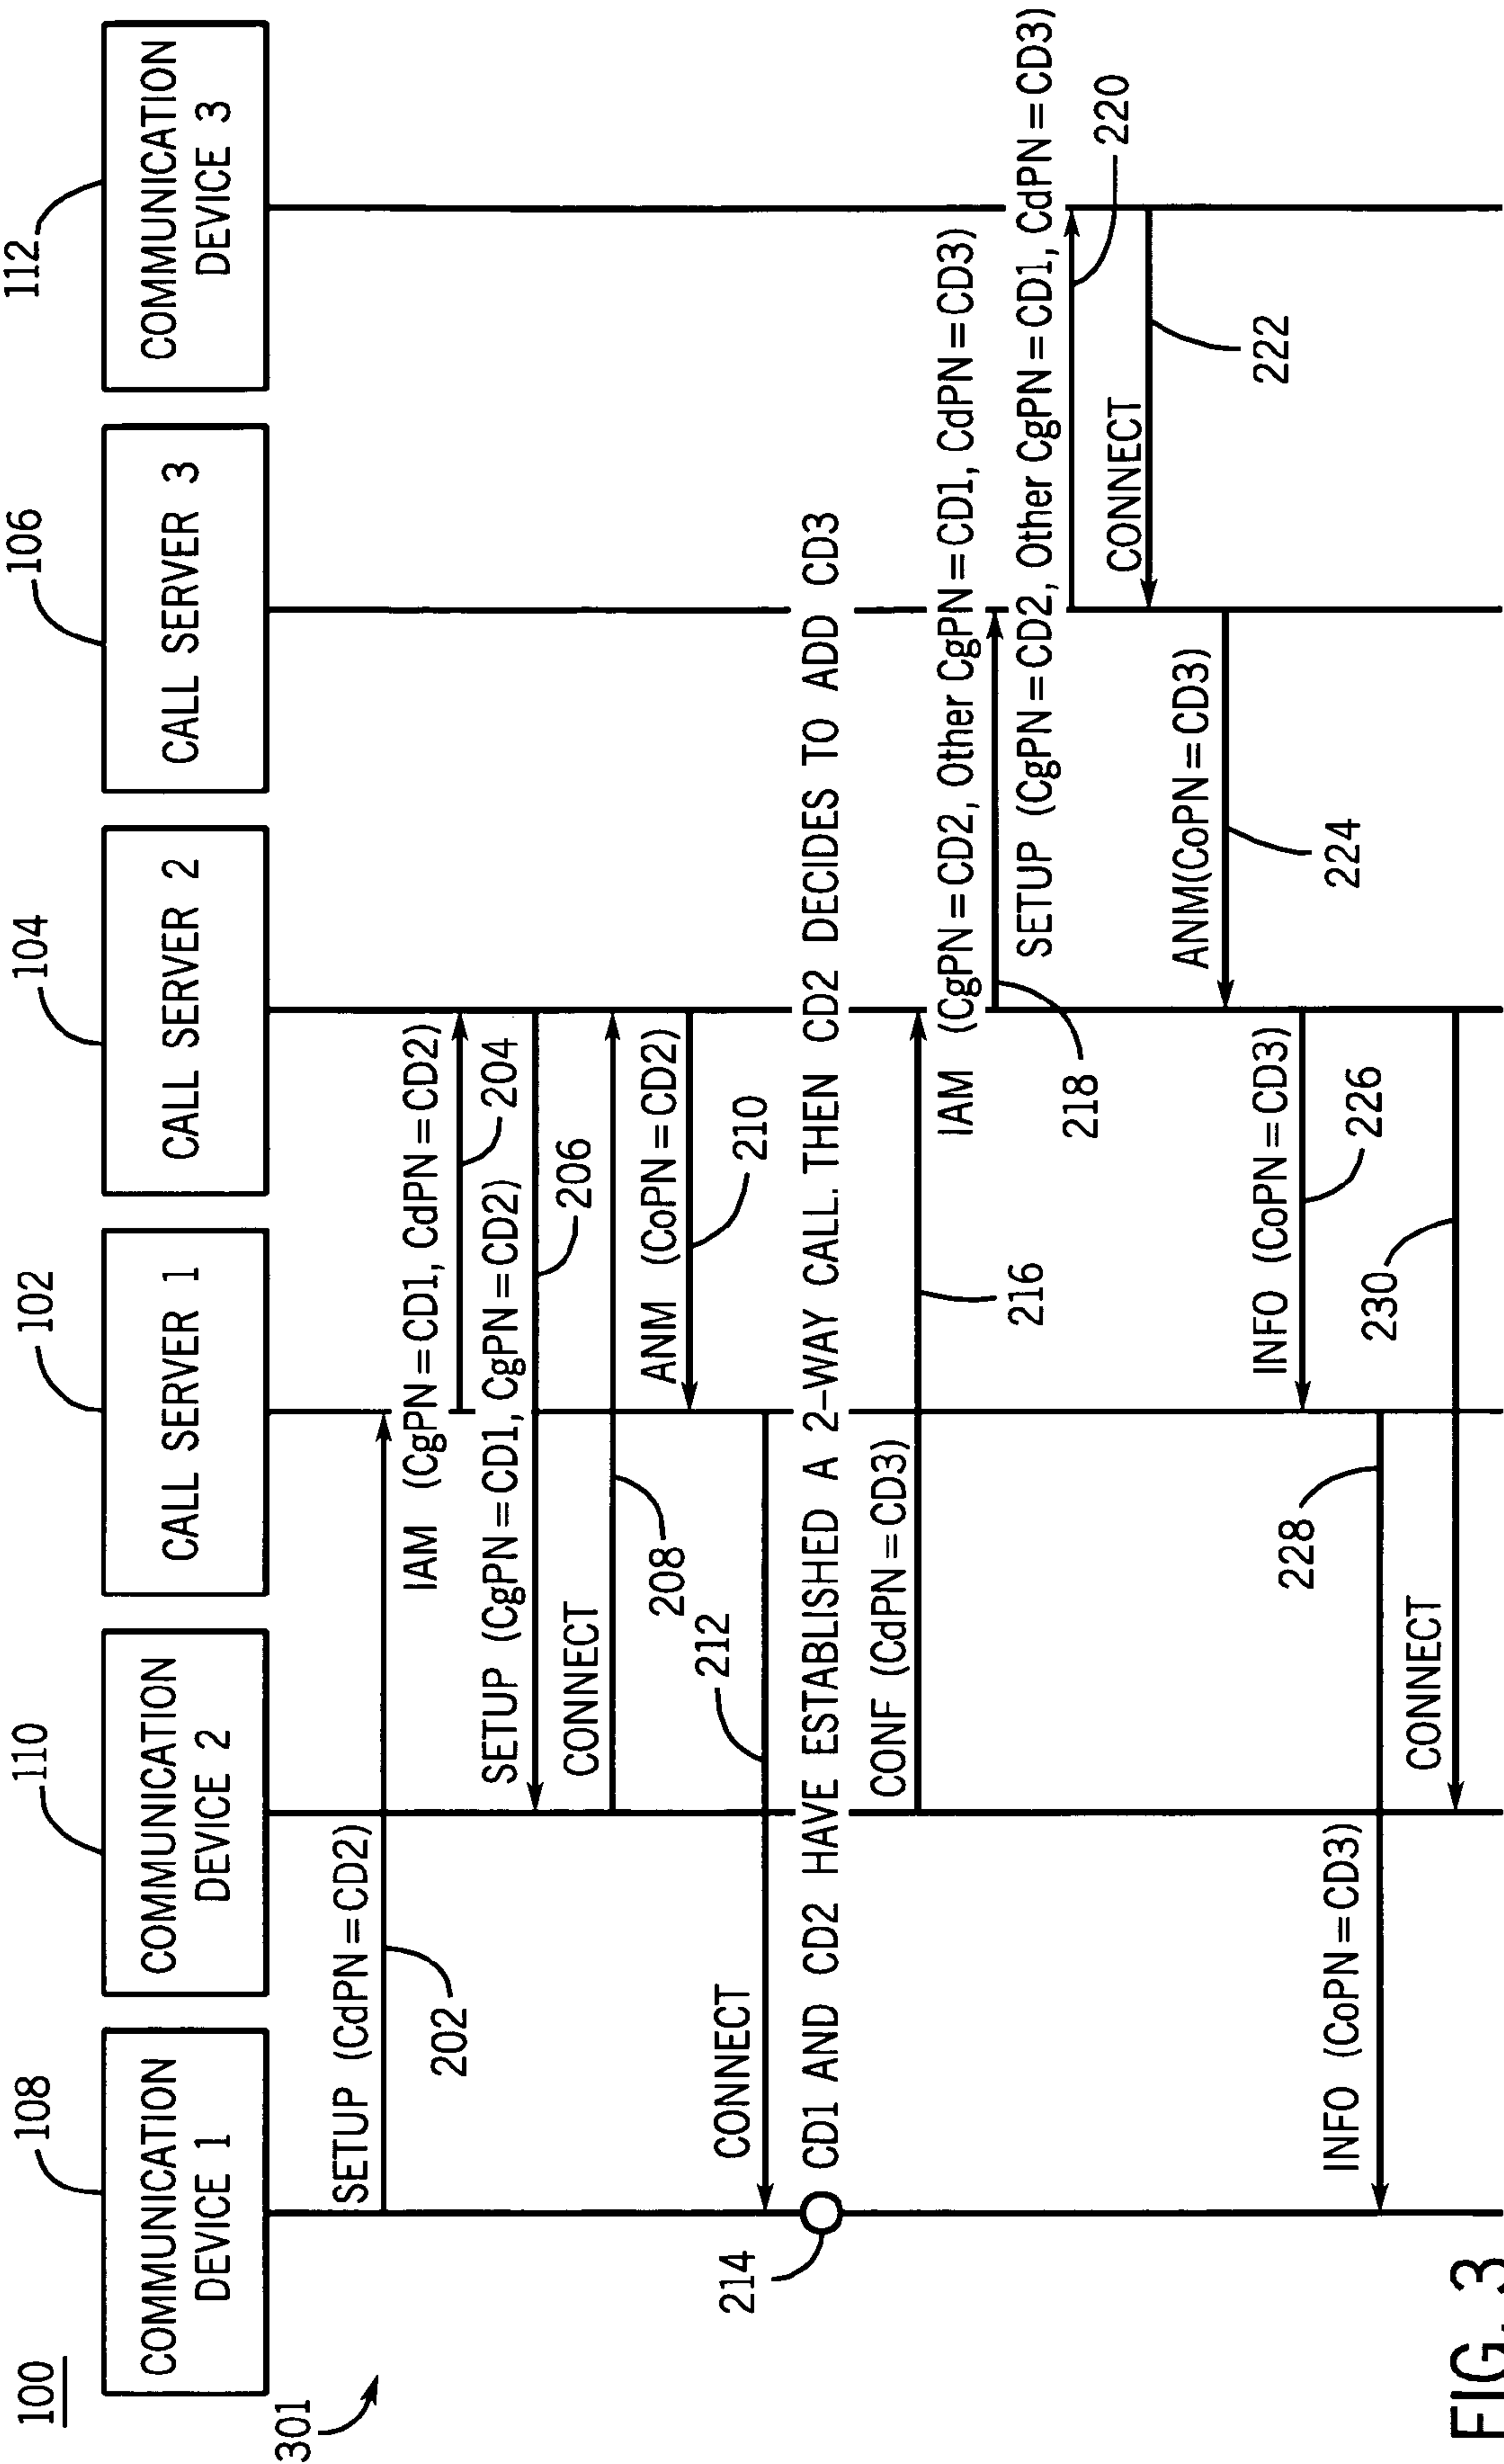 100
108
110
102
104
106
112
COMMUNICATION
DEVICE 1
COMMUNICATION
DEVICE 2
CALL SERVER 1
CALL SERVER 2
CALL SERVER 3
COMMUNICATION
DEVICE 3
301
SETUP (CdPN=CD2)
202
IAM (CgPN=CD1, CdPN=CD2)
204
SETUP (CgPN=CD1, CgPN=CD2)
206
CONNECT
208
ANM (CoPN=CD2)
210
CONNECT
212
214
CD1 AND CD2 HAVE ESTABLISHED A 2-WAY CALL. THEN CD2 DECIDES TO ADD CD3
CONF (CdPN=CD3)
216
IAM (CgPN=CD2, Other CgPN=CD1, CdPN=CD3)
218
SETUP (CgPN=CD2, Other CgPN=CD1, CdPN=CD3)
220
CONNECT
222
ANM(CoPN=CD3)
224
INFO (CoPN=CD3)
226
INFO (CoPN=CD3)
228
CONNECT
230
FIG. 3